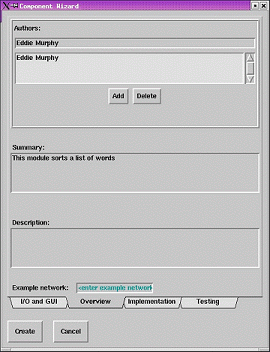 Component Wizard
Authors:
Eddie Murphy
Eddie Murphy
Add Delete
Summary:
This module sorts a list of words
Description:
Example network: <enter example network
I/O and GUI Overview Implementation Testing
Create Cancel